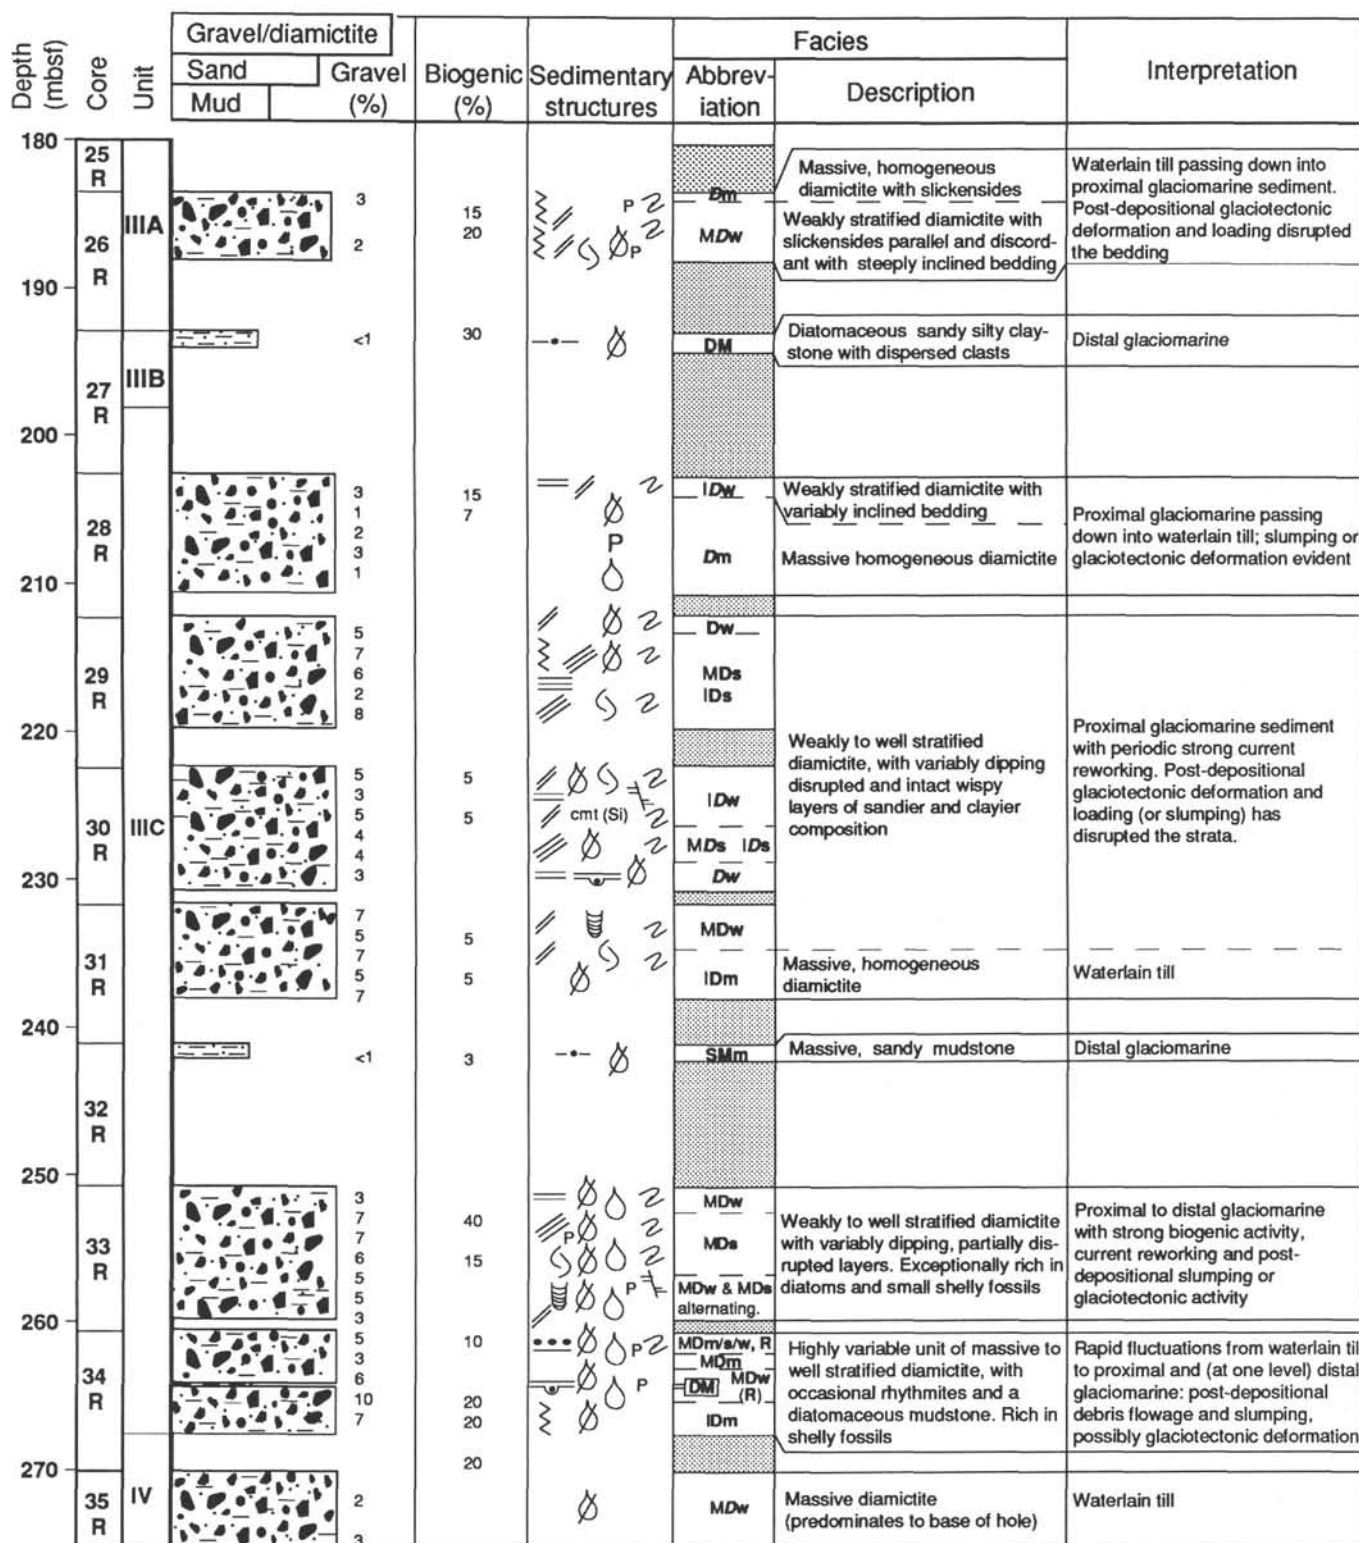 Depth (mbsf)
Core
Unit
Gravel/diamictite
Sand
Mud
Gravel
(%)
Biogenic
(%)
Sedimentary
structures
Facies
Abbrev-
iation
Description
Interpretation
180
25
R
IIIA
Dm
Massive, homogeneous
diamictite with slickensides
Waterlain till passing down into
proximal glaciomarine sediment.
Post-depositional glaciotectonic
deformation and loading disrupted
the bedding
26
R
3
2
15
20
P
P
MDw
Weakly stratified diamictite with
slickensides parallel and discord-
ant with steeply inclined bedding
190
<1
30
DM
Diatomaceous sandy silty clay-
stone with dispersed clasts
Distal glaciomarine
IIIB
27
R
200
28
R
3
1
2
3
1
15
7
P
IDw
Weakly stratified diamictite with
variably inclined bedding
Dm
Massive homogeneous diamictite
Proximal glaciomarine passing
down into waterlain till; slumping or
glaciotectonic deformation evident
210
29
R
5
7
6
2
8
Dw
MDs
IDs
220
Weakly to well stratified
diamictite, with variably dipping
disrupted and intact wispy
layers of sandier and clayier
composition
Proximal glaciomarine sediment
with periodic strong current
reworking. Post-depositional
glaciotectonic deformation and
loading (or slumping) has
disrupted the strata.
30
R
IIIC
5
3
5
4
4
3
5
5
cmt (Si)
IDw
MDs IDs
Dw
230
31
R
7
5
7
5
7
5
5
MDw
IDm
Massive, homogeneous
diamictite
Waterlain till
240
<1
3
SMm
Massive, sandy mudstone
Distal glaciomarine
32
R
250
33
R
3
7
7
6
5
5
3
40
15
P
P
MDw
MDs
MDw & MDs
alternating.
Weakly to well stratified diamictite
with variably dipping, partially dis-
rupted layers. Exceptionally rich in
diatoms and small shelly fossils
Proximal to distal glaciomarine
with strong biogenic activity,
current reworking and post-
depositional slumping or
glaciotectonic activity
260
34
R
5
3
6
10
7
10
20
20
20
P
P
MDm/s/w, R
MDm
DM
MDw
(R)
IDm
Highly variable unit of massive to
well stratified diamictite, with
occasional rhythmites and a
diatomaceous mudstone. Rich in
shelly fossils
Rapid fluctuations from waterlain til
to proximal and (at one level) distal
glaciomarine: post-depositional
debris flowage and slumping,
possibly glaciotectonic deformation
270
35
R
IV
2
3
MDw
Massive diamictite
(predominates to base of hole)
Waterlain till